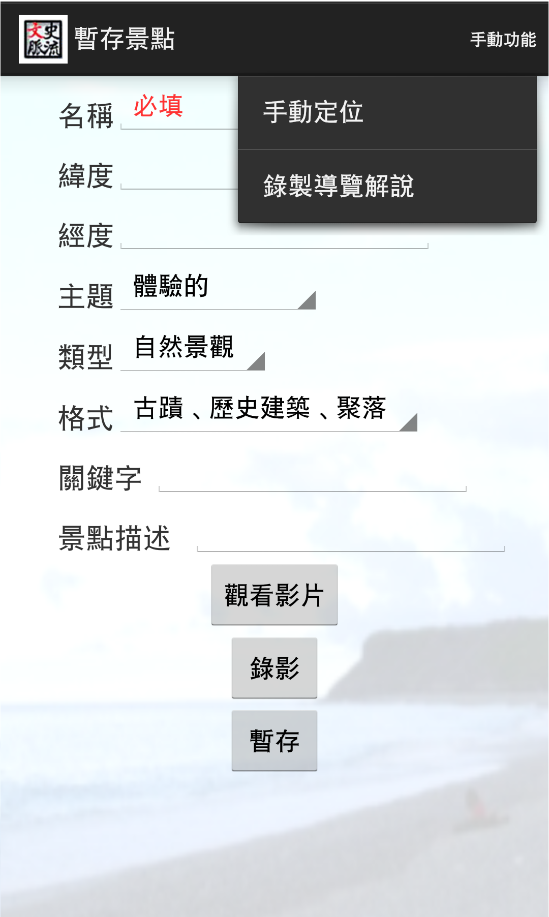 文史脈流
暫存景點
手動功能
名稱 必填
手動定位
緯度
錄製導覽解說
經度
主題 體驗的
類型 自然景觀
格式 古蹟、歷史建築、聚落
關鍵字
景點描述
觀看影片
錄影
暫存